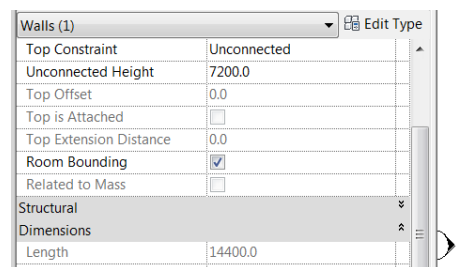 Walls (1) Edit Type
Top Constraint Unconnected
Unconnected Height 7200.0
Top Offset 0.0
Top is Attached
Top Extension Distance 0.0
Room Bounding
Related to Mass
Structural
Dimensions
Length 14400.0